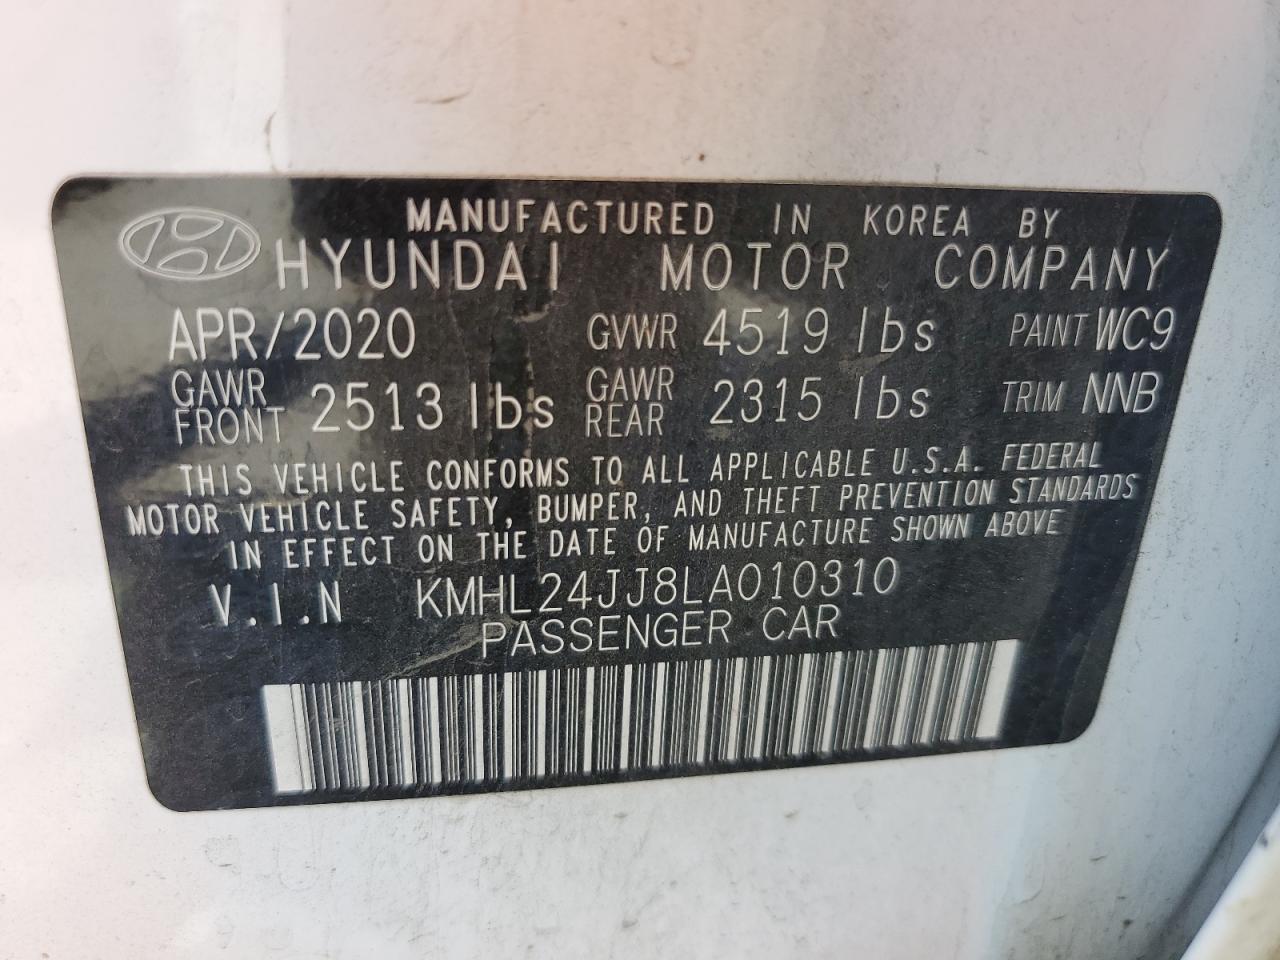 MANUFACTURED IN KOREA BY
HYUNDAI MOTOR COMPANY
APR/2020 GVWR 4519 lbs PAINT WC9
GAWR FRONT 2513 lbs GAWR REAR 2315 lbs TRIM NNB
THIS VEHICLE CONFORMS TO ALL APPLICABLE U.S.A. FEDERAL
MOTOR VEHICLE SAFETY, BUMPER, AND THEFT PREVENTION STANDARDS
IN EFFECT ON THE DATE OF MANUFACTURE SHOWN ABOVE
V.I.N KMHL24JJ8LA010310
PASSENGER CAR